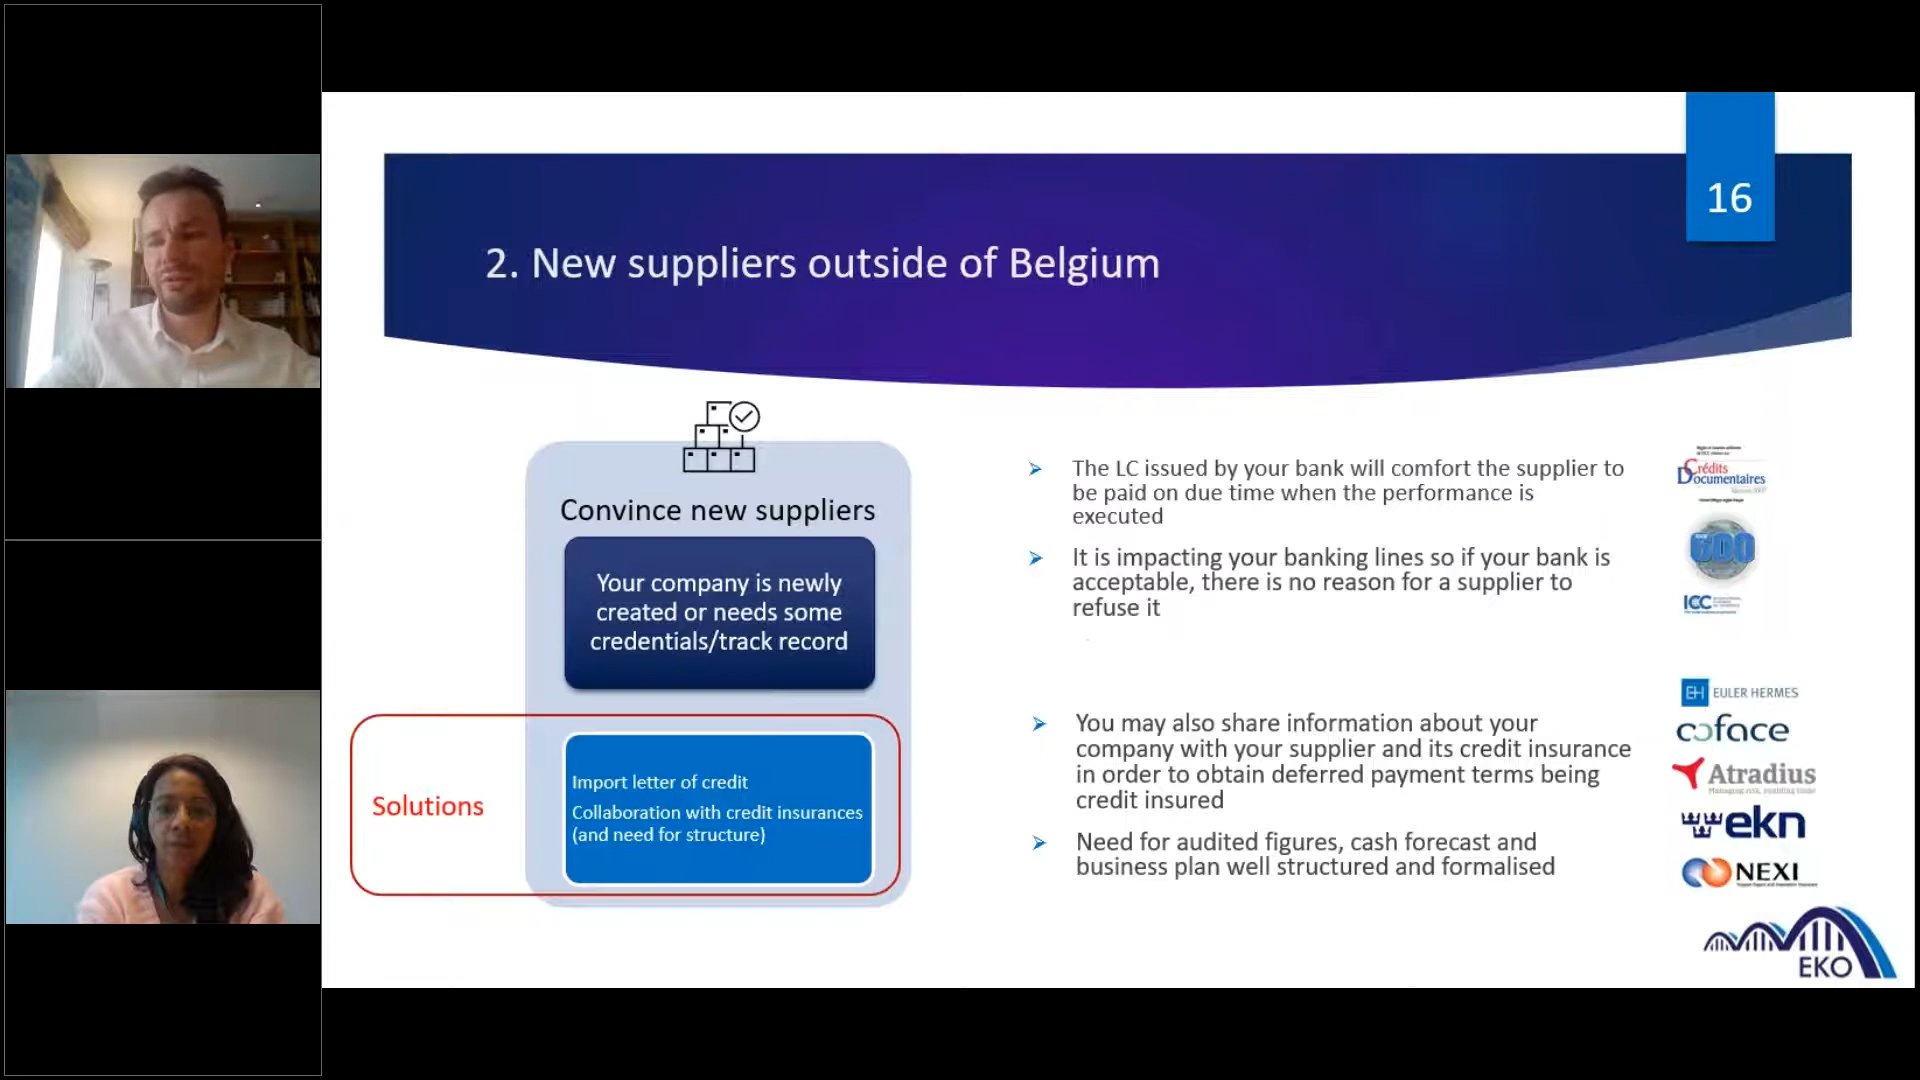 16
2. New suppliers outside of Belgium
Convince new suppliers
Your company is newly
created or needs some
credentials/track record
Solutions
Import letter of credit
Collaboration with credit insurances
(and need for structure)
The LC issued by your bank will comfort the supplier to
be paid on due time when the performance is
executed
It is impacting your banking lines so if your bank is
acceptable, there is no reason for a supplier to
refuse it
You may also share information about your
company with your supplier and its credit insurance
in order to obtain deferred payment terms being
credit insured
Need for audited figures, cash forecast and
business plan well structured and formalised
Crédits
Documentaires
600
ICC
EH EULER HERMES
coface
Atradius
Managing risk, enabling trade
ekn
NEXI
EKO